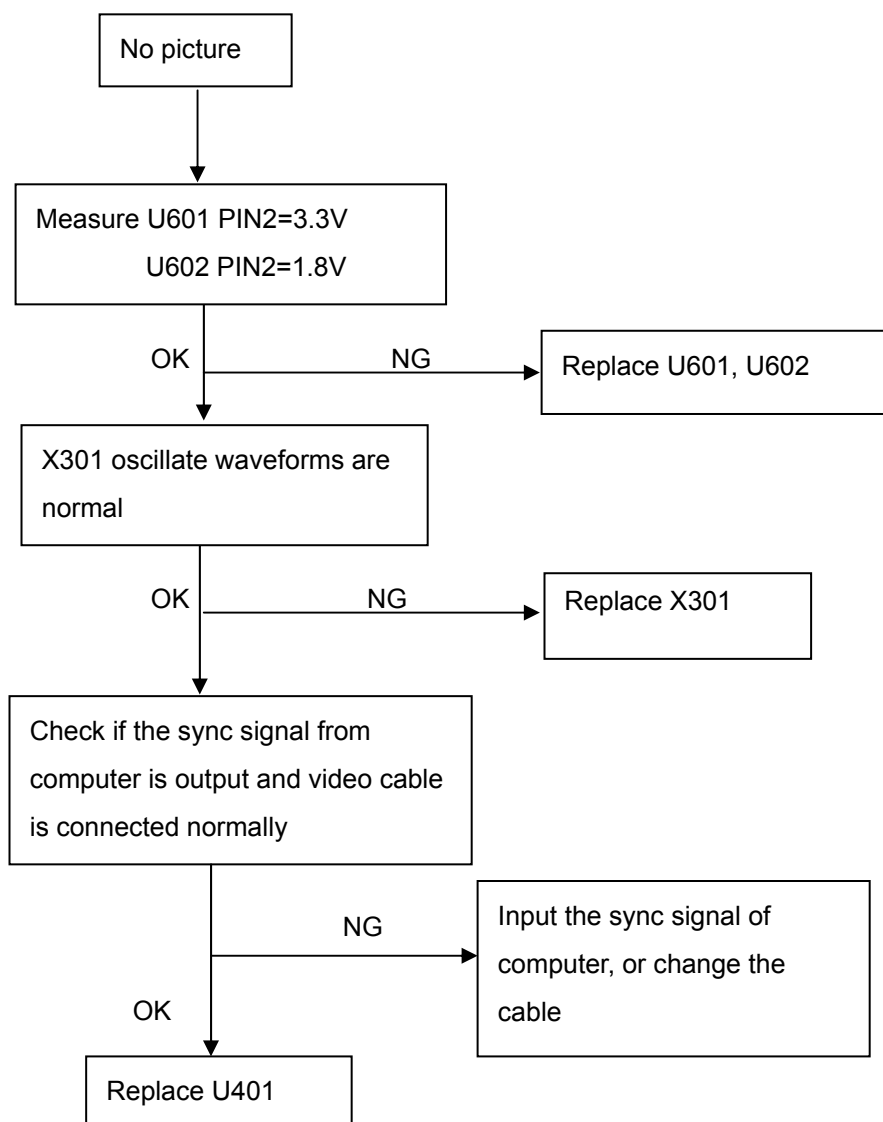 No picture
Measure U601 PIN2=3.3V
U602 PIN2=1.8V
OK
NG
Replace U601, U602
X301 oscillate waveforms are
normal
OK
NG
Replace X301
Check if the sync signal from
computer is output and video cable
is connected normally
NG
Input the sync signal of
computer, or change the
cable
OK
Replace U401